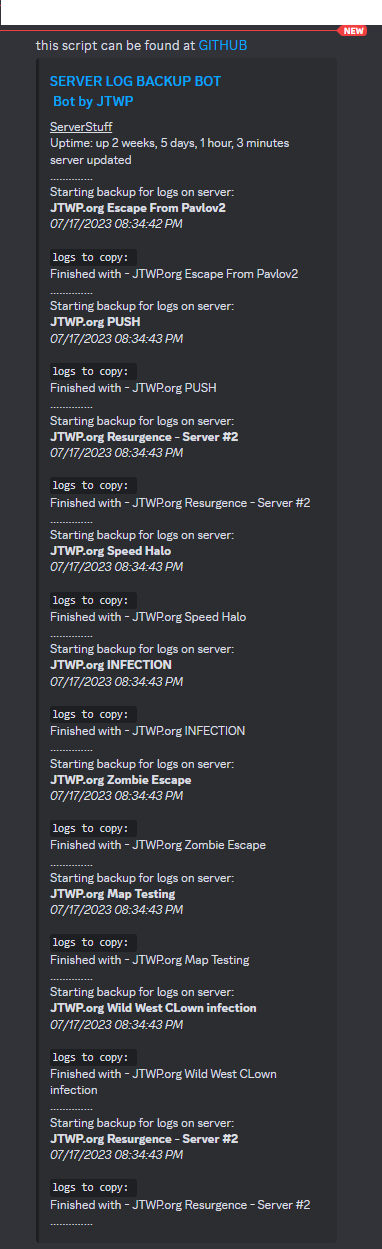 NEW
this script can be found at GITHUB
SERVER LOG BACKUP BOT
Bot by JTWP
ServerStuff
Uptime: up 2 weeks, 5 days, 1 hour, 3 minutes
server updated
..............
Starting backup for logs on server:
JTWP.org Escape From Pavlov2
07/17/2023 08:34:42 PM
logs to copy:
Finished with - JTWP.org Escape From Pavlov2
..............
Starting backup for logs on server:
JTWP.org PUSH
07/17/2023 08:34:43 PM
logs to copy:
Finished with - JTWP.org PUSH
..............
Starting backup for logs on server:
JTWP.org Resurgence - Server #2
07/17/2023 08:34:43 PM
logs to copy:
Finished with - JTWP.org Resurgence - Server #2
..............
Starting backup for logs on server:
JTWP.org Speed Halo
07/17/2023 08:34:43 PM
logs to copy:
Finished with - JTWP.org Speed Halo
..............
Starting backup for logs on server:
JTWP.org INFECTION
07/17/2023 08:34:43 PM
logs to copy:
Finished with - JTWP.org INFECTION
..............
Starting backup for logs on server:
JTWP.org Zombie Escape
07/17/2023 08:34:43 PM
logs to copy:
Finished with - JTWP.org Zombie Escape
..............
Starting backup for logs on server:
JTWP.org Map Testing
07/17/2023 08:34:43 PM
logs to copy:
Finished with - JTWP.org Map Testing
..............
Starting backup for logs on server:
JTWP.org Wild West CLown infection
07/17/2023 08:34:43 PM
logs to copy:
Finished with - JTWP.org Wild West CLown
infection
..............
Starting backup for logs on server:
JTWP.org Resurgence - Server #2
07/17/2023 08:34:43 PM
logs to copy:
Finished with - JTWP.org Resurgence - Server #2
..............